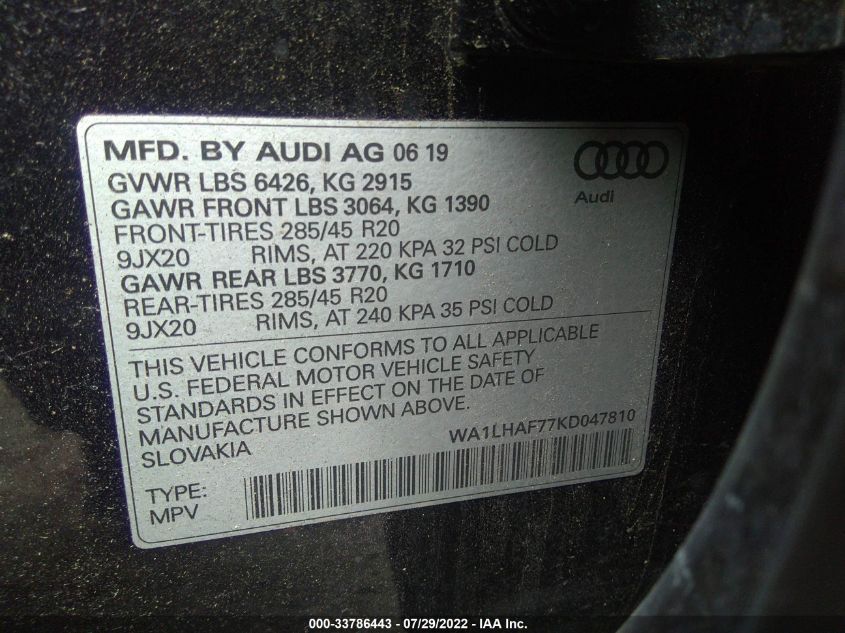 MFD. BY AUDI AG 06 19
GVWR LBS 6426, KG 2915
GAWR FRONT LBS 3064, KG 1390
FRONT-TIRES 285/45 R20
9JX20 RIMS, AT 220 KPA 32 PSI COLD
GAWR REAR LBS 3770, KG 1710
REAR-TIRES 285/45 R20
9JX20 RIMS, AT 240 KPA 35 PSI COLD
Audi
THIS VEHICLE CONFORMS TO ALL APPLICABLE
U.S. FEDERAL MOTOR VEHICLE SAFETY
STANDARDS IN EFFECT ON THE DATE OF
MANUFACTURE SHOWN ABOVE.
SLOVAKIA
WA1LHAF77KD047810
TYPE:
MPV
000-33786443 - 07/29/2022 - IAA Inc.